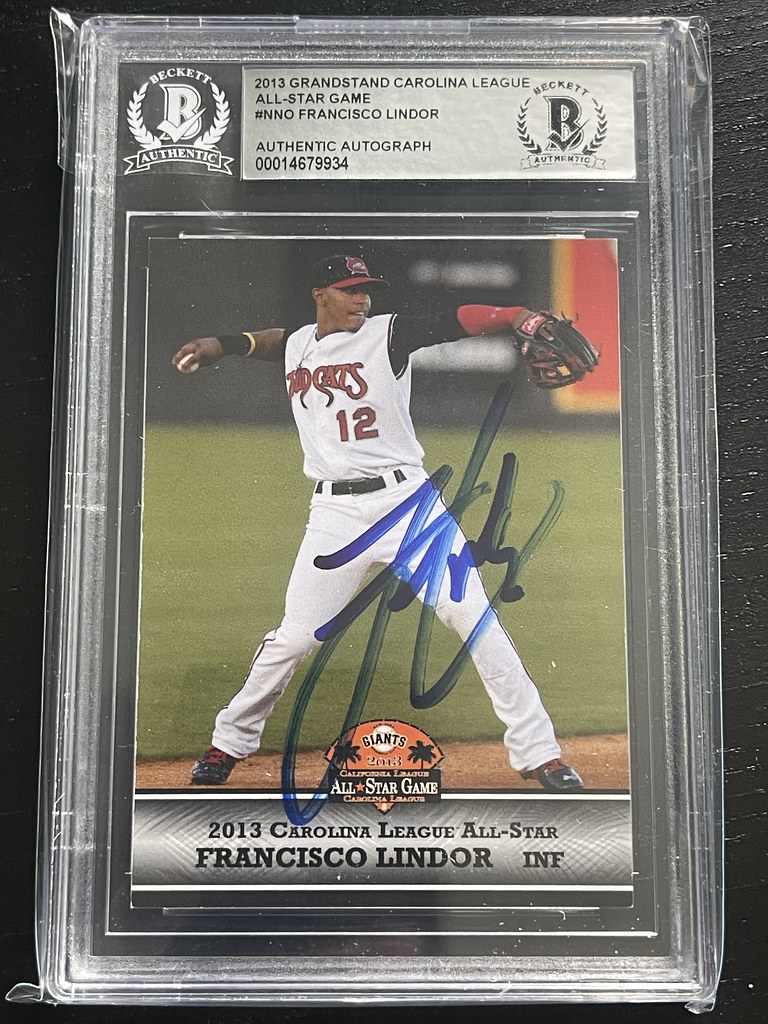 BECKETT
B
AUTHENTIC
2013 GRANDSTAND CAROLINA LEAGUE
ALL-STAR GAME
#NNO FRANCISCO LINDOR
AUTHENTIC AUTOGRAPH
00014679934
BECKETT
B
AUTHENTIC
WILDCATS
12
GIANTS
2013
CALIFORNIA LEAGUE
ALL★STAR GAME
CAROLINA LEAGUE
2013 CAROLINA LEAGUE ALL-STAR
FRANCISCO LINDOR INF